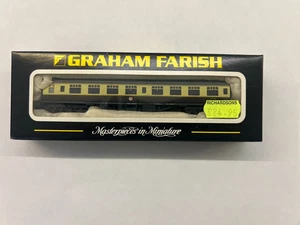 GRAHAM FARISH
RICHARDSONS
£24.95
Masterpieces in Miniature